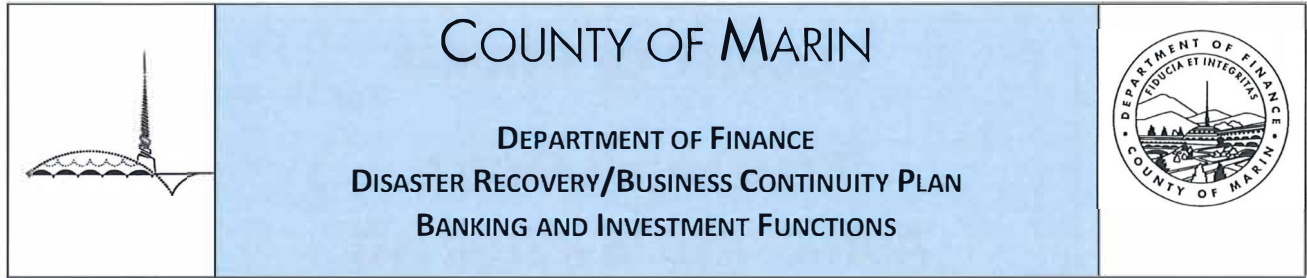 COUNTY OF MARIN
DEPARTMENT OF FINANCE
DISASTER RECOVERY/BUSINESS CONTINUITY PLAN
BANKING AND INVESTMENT FUNCTIONS
DEPARTMENT OF FINANCE
FIDUCIA ET INTEGRITAS
COUNTY OF MARIN